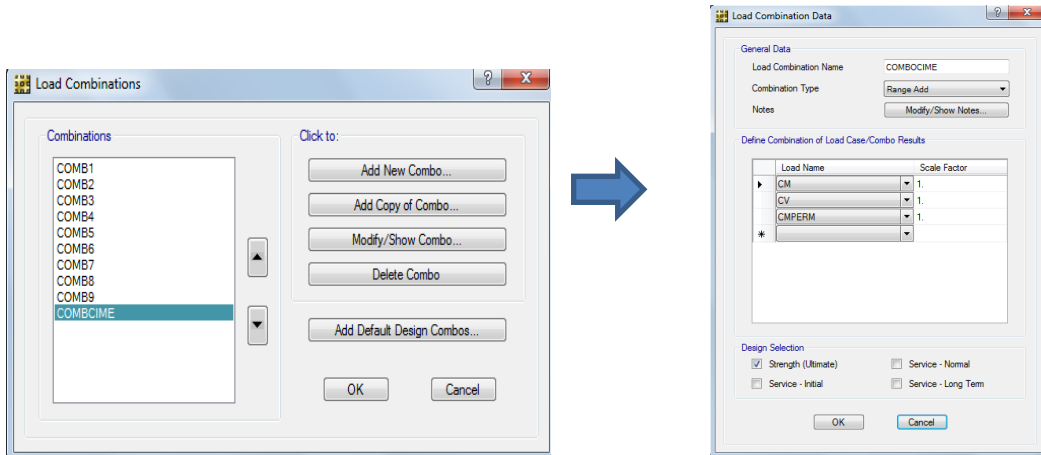 Load Combinations
Combinations
COMB1
COMB2
COMB3
COMB4
COMB5
COMB6
COMB7
COMB8
COMB9
COMBCIME
Click to:
Add New Combo...
Add Copy of Combo...
Modify/Show Combo...
Delete Combo
Add Default Design Combos...
OK Cancel
Load Combination Data
General Data
Load Combination Name COMBOCIME
Combination Type Range Add
Notes Modify/Show Notes...
Define Combination of Load Case/Combo Results
Load Name Scale Factor
CM 1.
CV 1.
CMPERM 1.
Design Selection
Strength (Ultimate) Service - Normal
Service - Initial Service - Long Term
OK Cancel